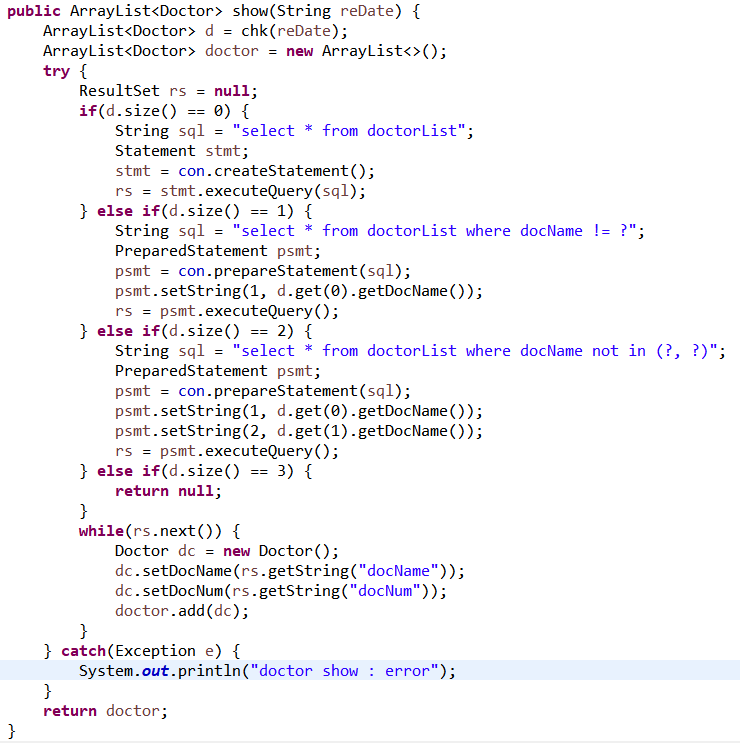 public ArrayList<Doctor> show(String reDate) {
    ArrayList<Doctor> d = chk(reDate);
    ArrayList<Doctor> doctor = new ArrayList<>();
    try {
        ResultSet rs = null;
        if(d.size() == 0) {
            String sql = "select * from doctorList";
            Statement stmt;
            stmt = con.createStatement();
            rs = stmt.executeQuery(sql);
        } else if(d.size() == 1) {
            String sql = "select * from doctorList where docName != ?";
            PreparedStatement psmt;
            psmt = con.prepareStatement(sql);
            psmt.setString(1, d.get(0).getDocName());
            rs = psmt.executeQuery();
        } else if(d.size() == 2) {
            String sql = "select * from doctorList where docName not in (?, ?)";
            PreparedStatement psmt;
            psmt = con.prepareStatement(sql);
            psmt.setString(1, d.get(0).getDocName());
            psmt.setString(2, d.get(1).getDocName());
            rs = psmt.executeQuery();
        } else if(d.size() == 3) {
            return null;
        }
        while(rs.next()) {
            Doctor dc = new Doctor();
            dc.setDocName(rs.getString("docName"));
            dc.setDocNum(rs.getString("docNum"));
            doctor.add(dc);
        }
    } catch(Exception e) {
        System.out.println("doctor show : error");
    }
    return doctor;
}